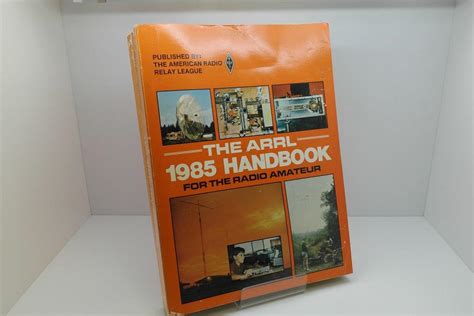 PUBLISHED BY:
THE AMERICAN RADIO
RELAY LEAGUE
THE ARRL
1985 HANDBOOK
FOR THE RADIO AMATEUR